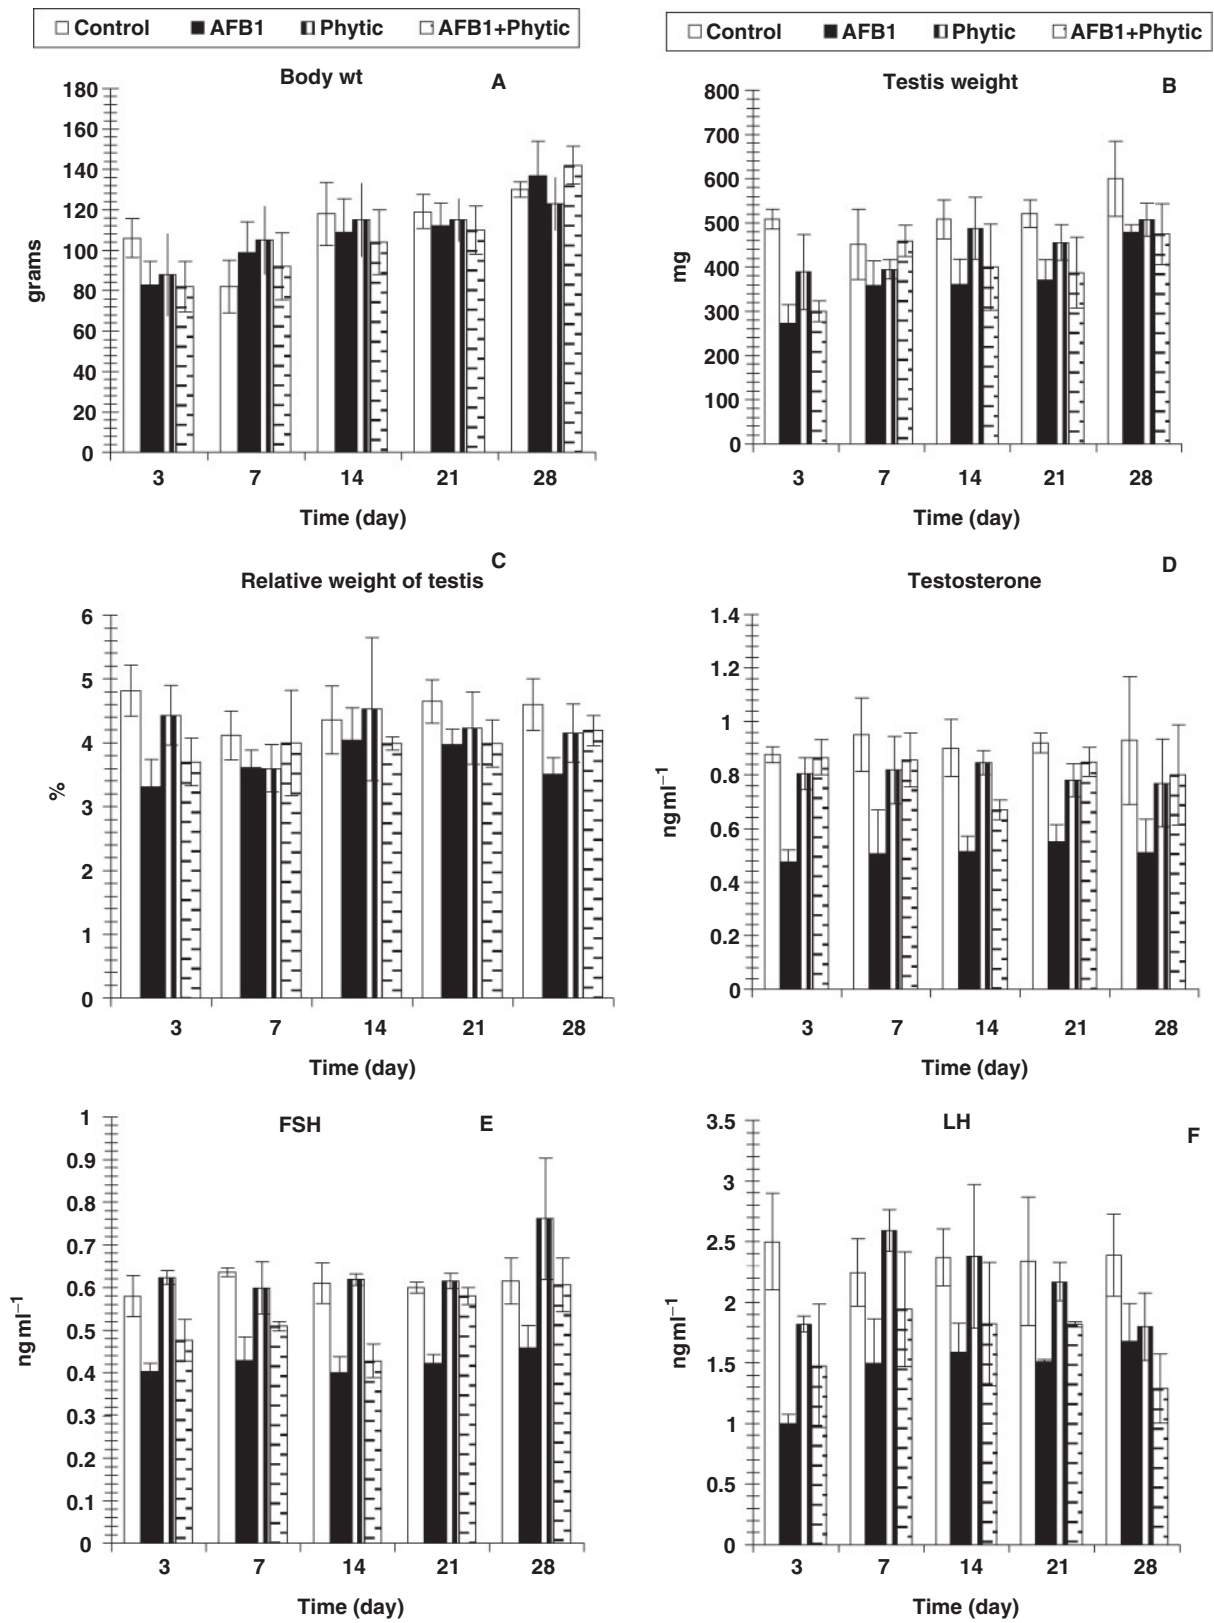 Control AFB1 Phytic AFB1+Phytic
Body wt A
180
160
140
120
100
80
60
40
20
0
grams
3 7 14 21 28
Time (day)
Control AFB1 Phytic AFB1+Phytic
Testis weight B
800
700
600
500
400
300
200
100
0
mg
3 7 14 21 28
Time (day)
Relative weight of testis C
6
5
4
3
2
1
0
%
3 7 14 21 28
Time (day)
Testosterone D
1.4
1.2
1
0.8
0.6
0.4
0.2
0
ngml−1
3 7 14 21 28
Time (day)
FSH E
1
0.9
0.8
0.7
0.6
0.5
0.4
0.3
0.2
0.1
0
ngml−1
3 7 14 21 28
Time (day)
LH F
3.5
3
2.5
2
1.5
1
0.5
0
ngml−1
3 7 14 21 28
Time (day)